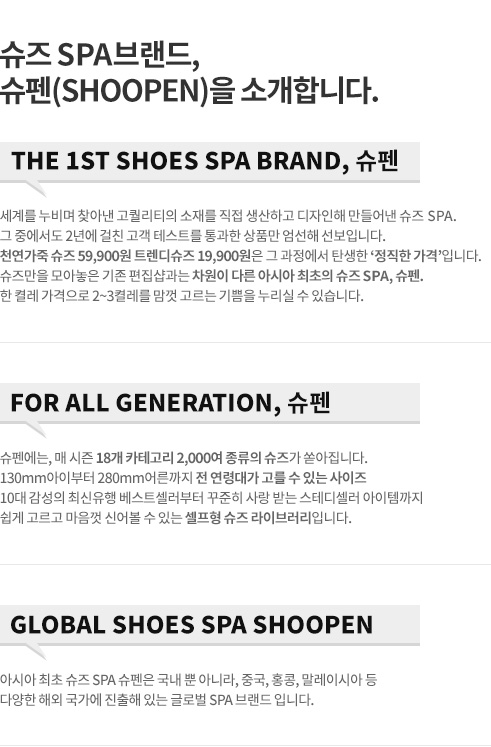 슈즈 SPA브랜드,
슈펜(SHOOPEN)을 소개합니다.
THE 1ST SHOES SPA BRAND, 슈펜
세계를 누비며 찾아낸 고퀄리티의 소재를 직접 생산하고 디자인해 만들어낸 슈즈 SPA.
그 중에서도 2년에 걸친 고객 테스트를 통과한 상품만 엄선해 선보입니다.
천연가죽 슈즈 59,900원 트렌디슈즈 19,900원은 그 과정에서 탄생한 ‘정직한 가격’입니다.
슈즈만을 모아놓은 기존 편집샵과는 차원이 다른 아시아 최초의 슈즈 SPA, 슈펜.
한 켤레 가격으로 2~3켤레를 맘껏 고르는 기쁨을 누리실 수 있습니다.
FOR ALL GENERATION, 슈펜
슈펜에는, 매 시즌 18개 카테고리 2,000여 종류의 슈즈가 쏟아집니다.
130mm아이부터 280mm어른까지 전 연령대가 고를 수 있는 사이즈
10대 감성의 최신유행 베스트셀러부터 꾸준히 사랑 받는 스테디셀러 아이템까지
쉽게 고르고 마음껏 신어볼 수 있는 셀프형 슈즈 라이브러리입니다.
GLOBAL SHOES SPA SHOOPEN
아시아 최초 슈즈 SPA 슈펜은 국내 뿐 아니라, 중국, 홍콩, 말레이시아 등
다양한 해외 국가에 진출해 있는 글로벌 SPA 브랜드 입니다.